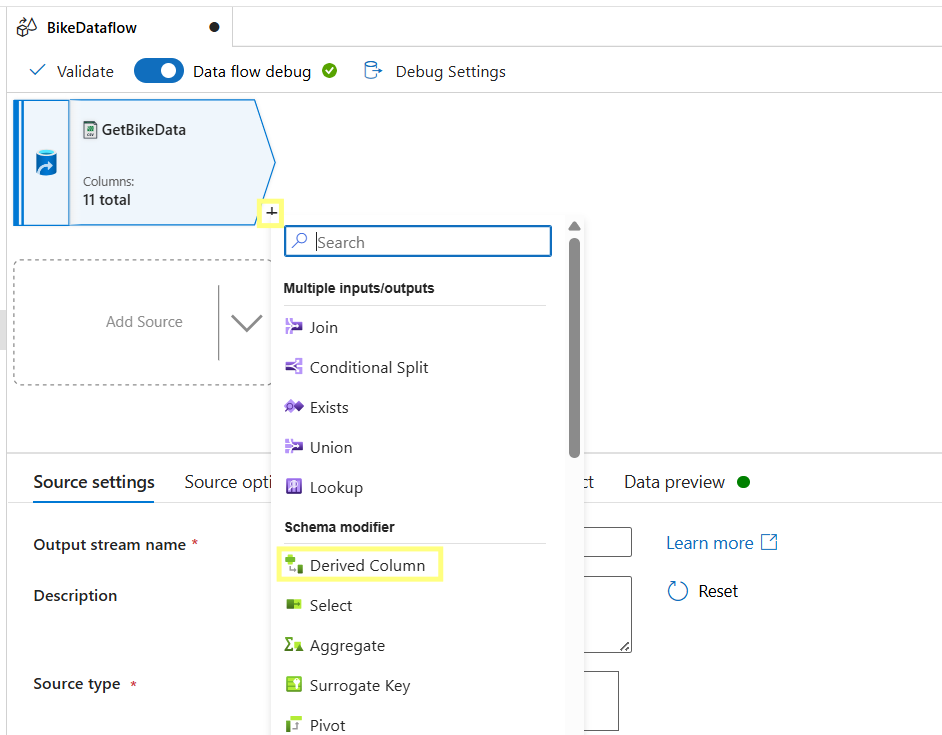 BikeDataflow
Validate Data flow debug Debug Settings
GetBikeData
Columns:
11 total
+
Search
Multiple inputs/outputs
Add Source
Join
Conditional Split
Exists
Union
Lookup
Source settings Source opti ct Data preview
Schema modifier
Output stream name * Learn more
Derived Column
Description Reset
Select
Aggregate
Source type * Surrogate Key
Pivot